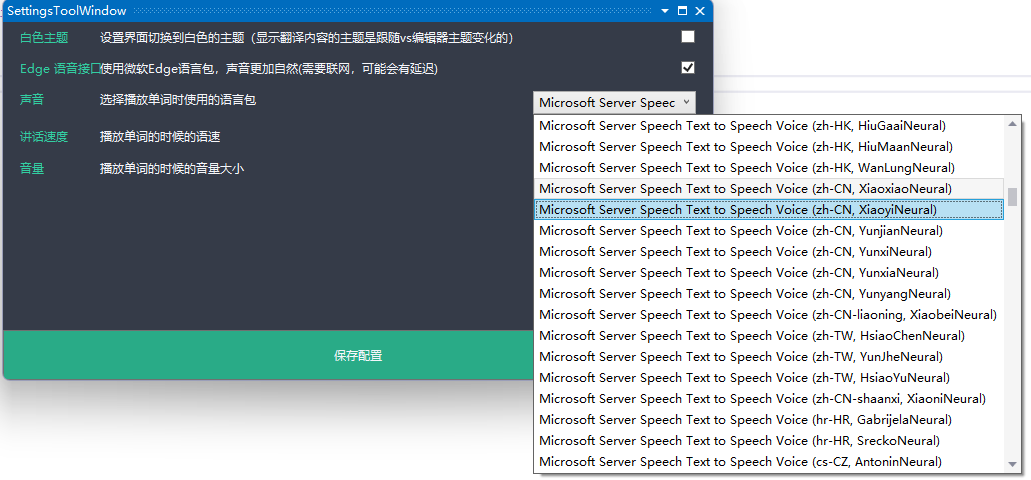 SettingsToolWindow
白色主题 设置界面切换到白色的主题（显示翻译内容的主题是跟随vs编辑器主题变化的）
Edge 语音接口 使用微软Edge语言包，声音更加自然(需要联网，可能会有延迟)
声音 选择播放单词时使用的语言包 Microsoft Server Speec
讲话速度 播放单词的时候的语速
音量 播放单词的时候的音量大小
保存配置
Microsoft Server Speech Text to Speech Voice (zh-HK, HiuGaaiNeural)
Microsoft Server Speech Text to Speech Voice (zh-HK, HiuMaanNeural)
Microsoft Server Speech Text to Speech Voice (zh-HK, WanLungNeural)
Microsoft Server Speech Text to Speech Voice (zh-CN, XiaoxiaoNeural)
Microsoft Server Speech Text to Speech Voice (zh-CN, XiaoyiNeural)
Microsoft Server Speech Text to Speech Voice (zh-CN, YunjianNeural)
Microsoft Server Speech Text to Speech Voice (zh-CN, YunxiNeural)
Microsoft Server Speech Text to Speech Voice (zh-CN, YunxiaNeural)
Microsoft Server Speech Text to Speech Voice (zh-CN, YunyangNeural)
Microsoft Server Speech Text to Speech Voice (zh-CN-liaoning, XiaobeiNeural)
Microsoft Server Speech Text to Speech Voice (zh-TW, HsiaoChenNeural)
Microsoft Server Speech Text to Speech Voice (zh-TW, YunJheNeural)
Microsoft Server Speech Text to Speech Voice (zh-TW, HsiaoYuNeural)
Microsoft Server Speech Text to Speech Voice (zh-CN-shaanxi, XiaoniNeural)
Microsoft Server Speech Text to Speech Voice (hr-HR, GabrijelaNeural)
Microsoft Server Speech Text to Speech Voice (hr-HR, SreckoNeural)
Microsoft Server Speech Text to Speech Voice (cs-CZ, AntoninNeural)